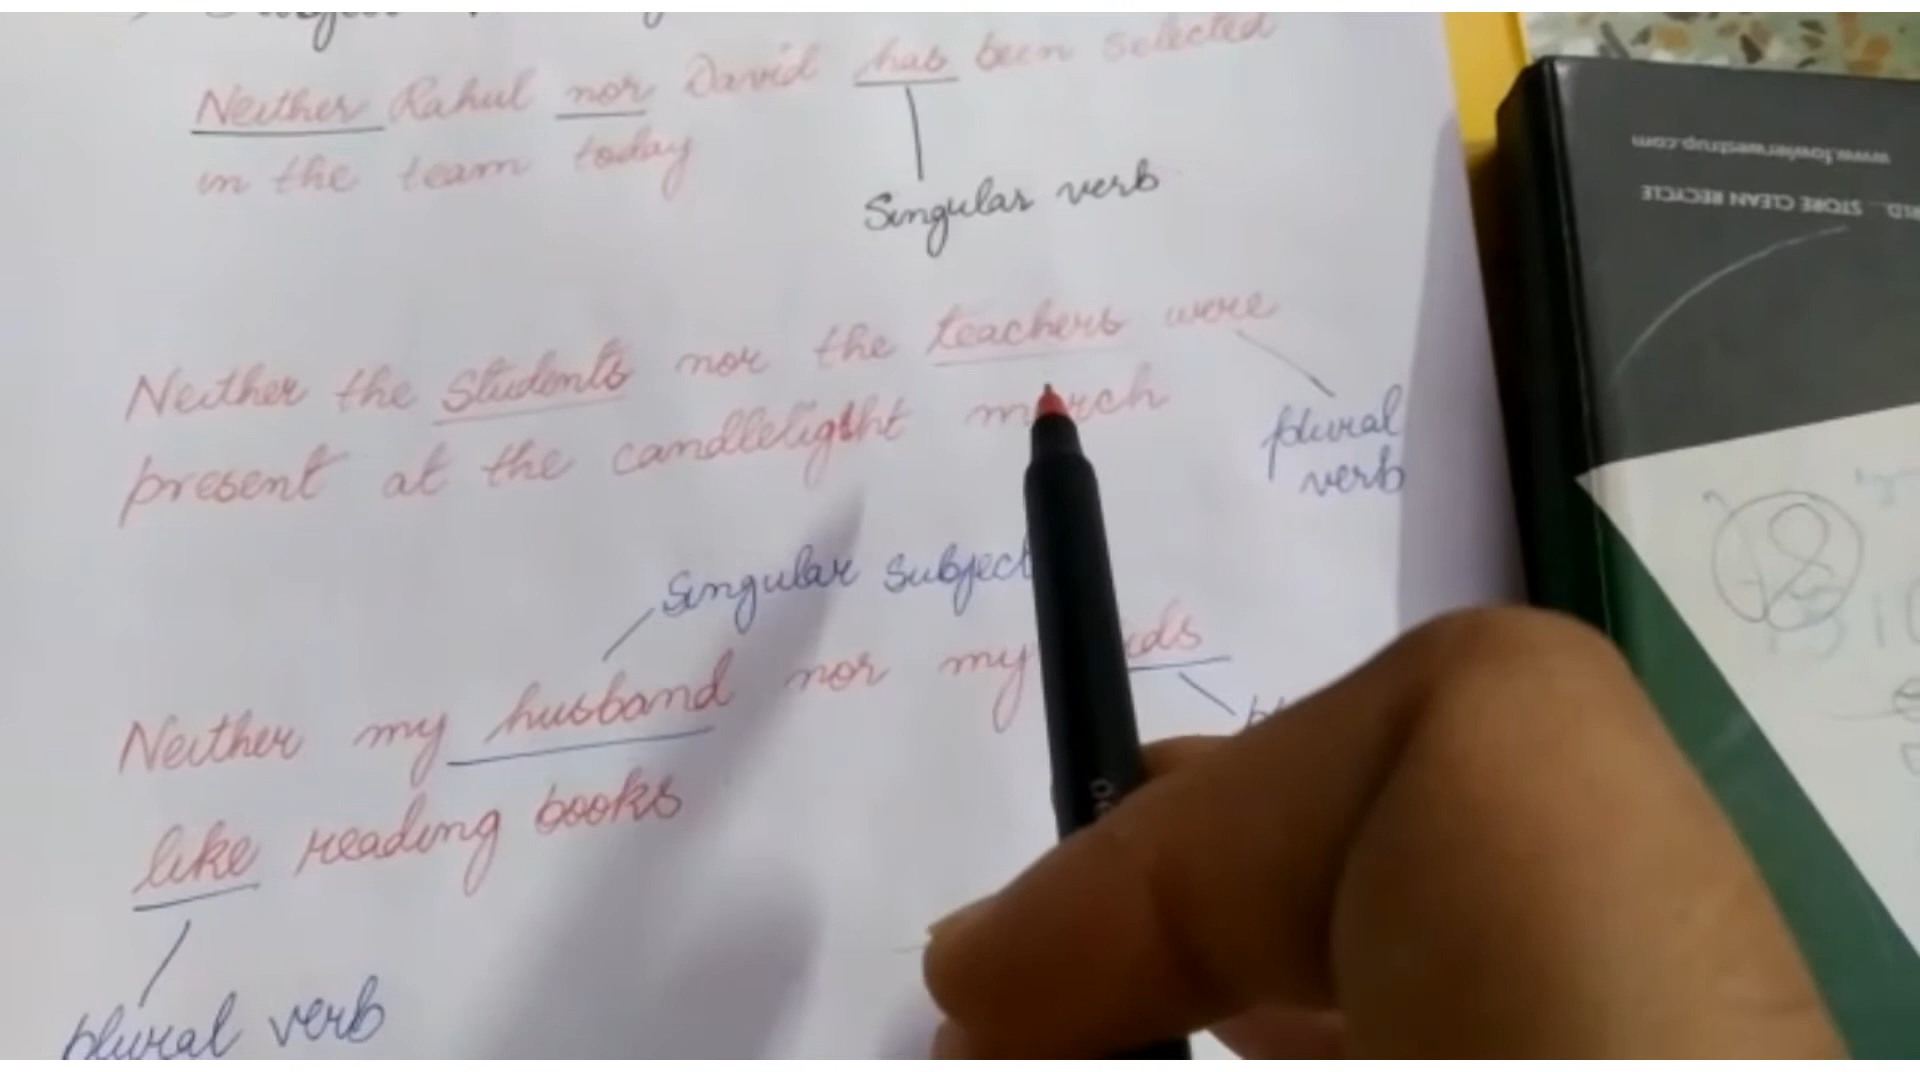 Neither Rahul nor David has been selected
in the team today
Singular verb
Neither the students nor the teachers were
present at the candlelight march
plural
verb
Singular subject
Neither my husband nor my
like reading books
plural verb
www.fowlerwestrup.com
STORE CLEAN RECYCLE